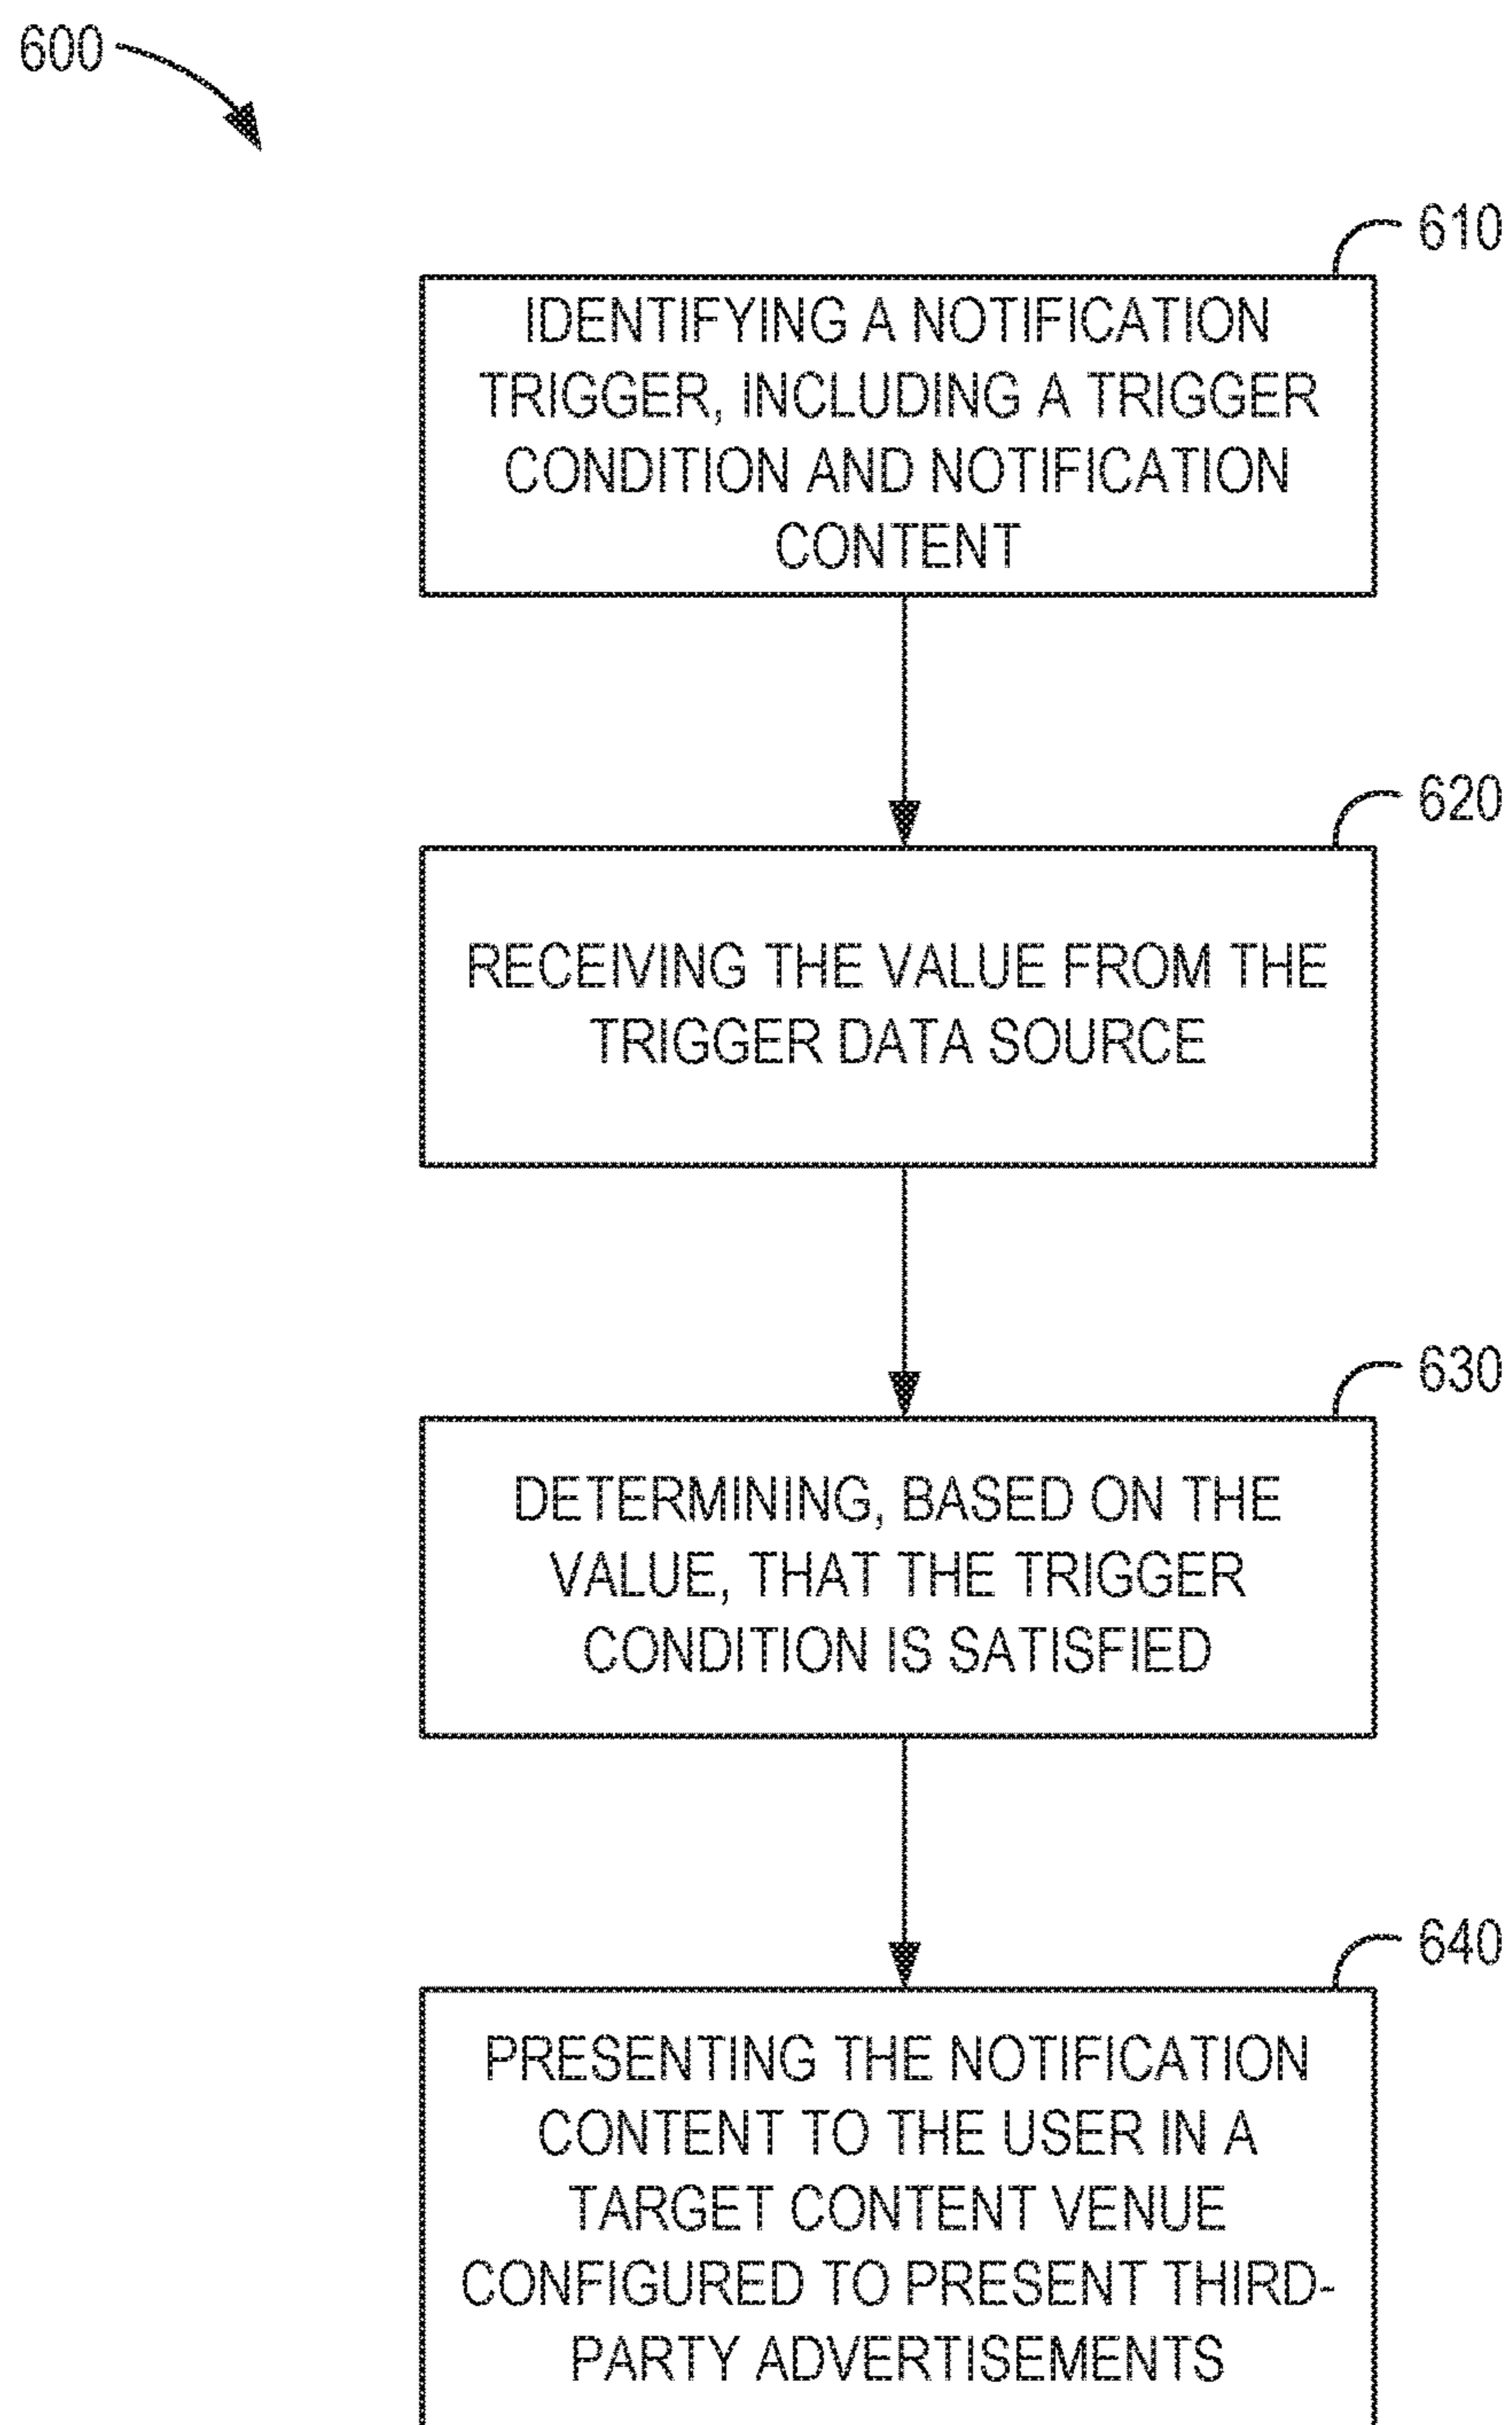 600
610
IDENTIFYING A NOTIFICATION
TRIGGER, INCLUDING A TRIGGER
CONDITION AND NOTIFICATION
CONTENT
620
RECEIVING THE VALUE FROM THE
TRIGGER DATA SOURCE
630
DETERMINING, BASED ON THE
VALUE, THAT THE TRIGGER
CONDITION IS SATISFIED
640
PRESENTING THE NOTIFICATION
CONTENT TO THE USER IN A
TARGET CONTENT VENUE
CONFIGURED TO PRESENT THIRD-
PARTY ADVERTISEMENTS